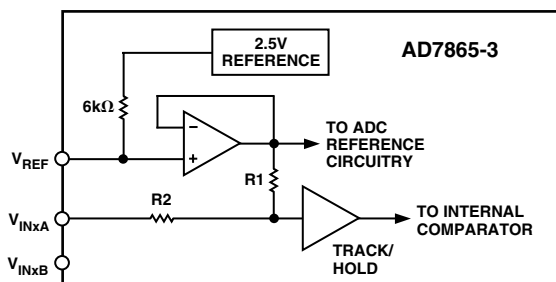 2.5V
REFERENCE
AD7865-3
6kΩ
−
+
TO ADC
REFERENCE
CIRCUITRY
VREF
R1
R2
VINxA
TO INTERNAL
COMPARATOR
TRACK/
HOLD
VINxB